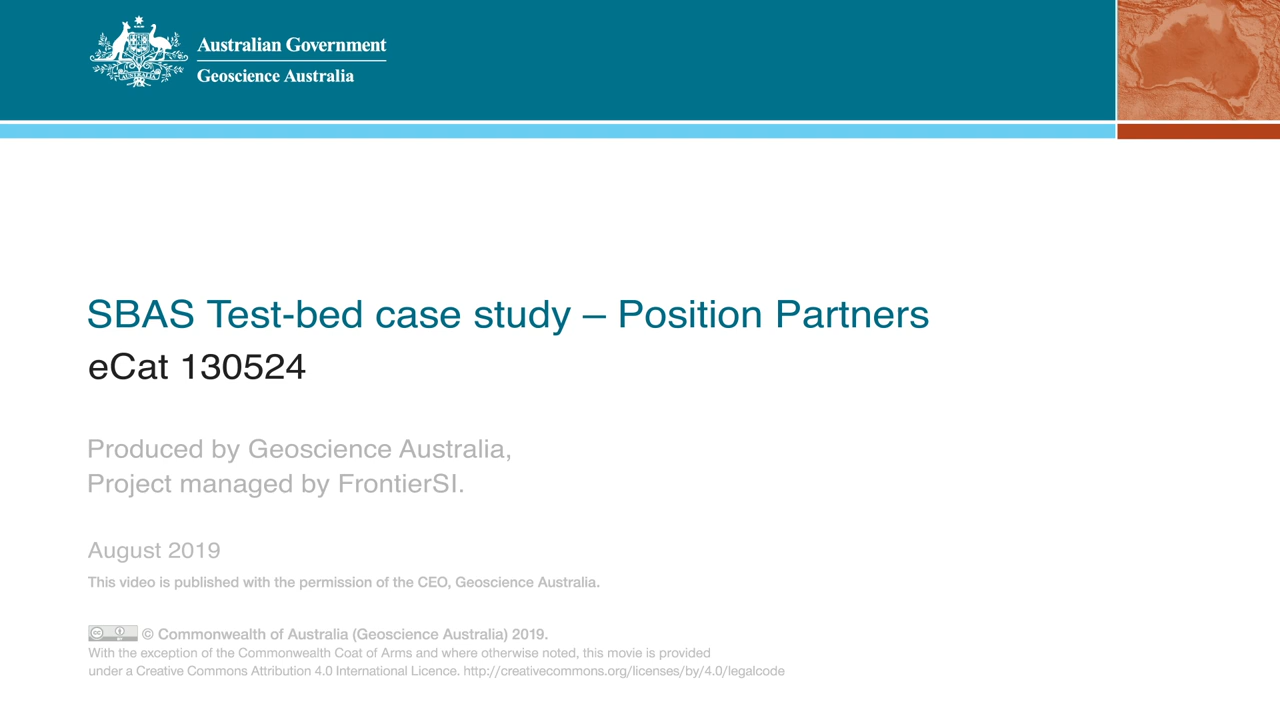 Australian Government
Geoscience Australia
SBAS Test-bed case study – Position Partners
eCat 130524
Produced by Geoscience Australia,
Project managed by FrontierSI.
August 2019
This video is published with the permission of the CEO, Geoscience Australia.
© Commonwealth of Australia (Geoscience Australia) 2019.
With the exception of the Commonwealth Coat of Arms and where otherwise noted, this movie is provided
under a Creative Commons Attribution 4.0 International Licence. http://creativecommons.org/licenses/by/4.0/legalcode